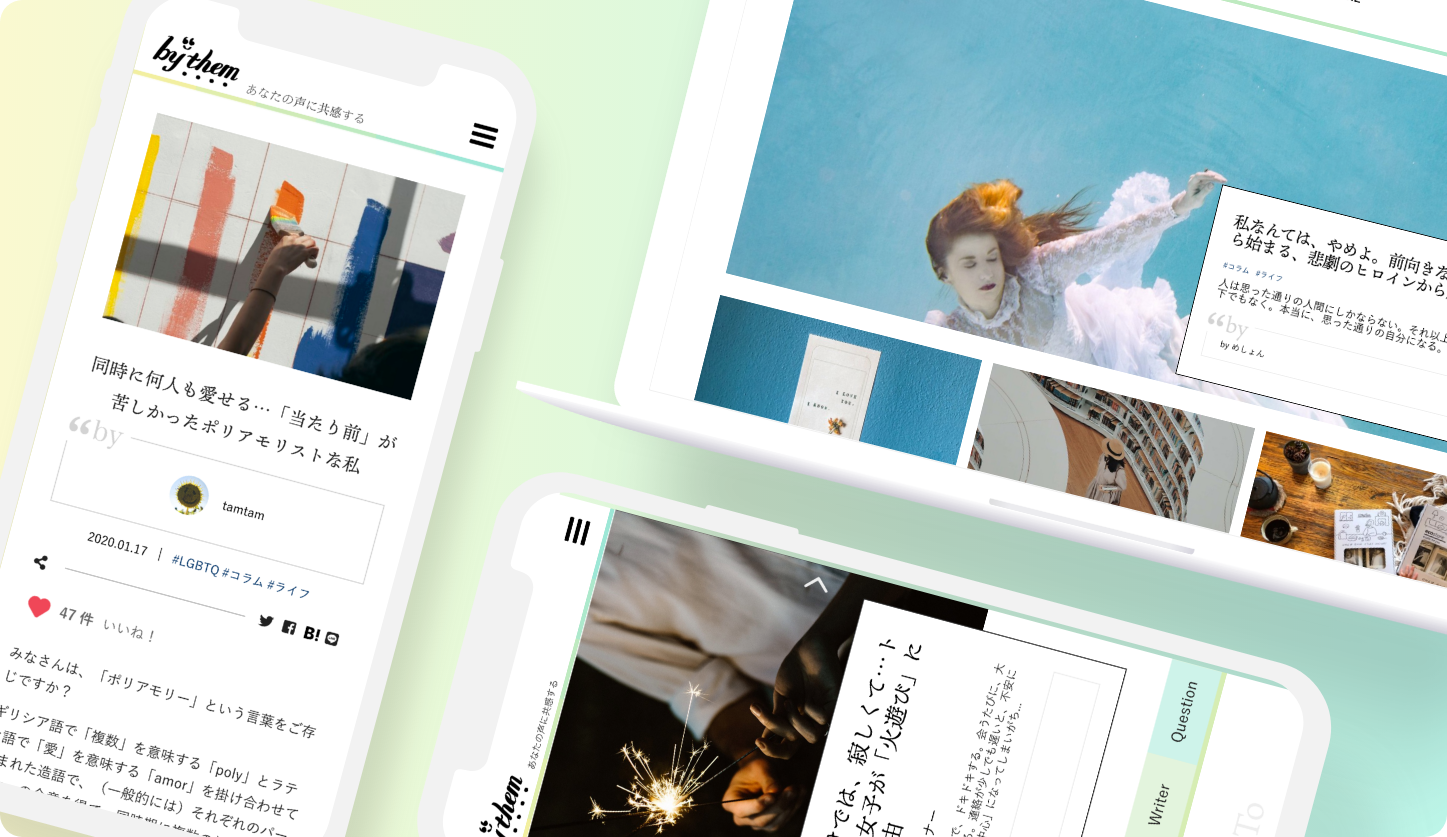 by them
あなたの声に共感する
同時に何人も愛せる…「当たり前」が
苦しかったポリアモリストな私
“by
tamtam
2020.01.17 | #LGBTQ #コラム #ライフ
47 件 いいね！
B!
みなさんは、「ポリアモリー」という言葉をご存
じですか？
ギリシア語で「複数」を意味する「poly」とラテ
語で「愛」を意味する「amor」を掛け合わせて
まれた造語で、（一般的には）それぞれのパー
私なんては、やめよ。前向きな
ら始まる、悲劇のヒロインから
#コラム #ライフ
人は思った通りの人間にしかならない。それ以上
下でもなく。本当に、思った通りの自分になる。
“by
by めしょん
I LOVE
YOU.
I KNOW.
by them
あなたの声に共感する
では、寂しくて…ト
女子が「火遊び」に
由
ナー
で、ドキドキする。会うたびに、大
。連絡が少しでも遅いと、不安に
心」になってしまいがち…
Question
Writer
To